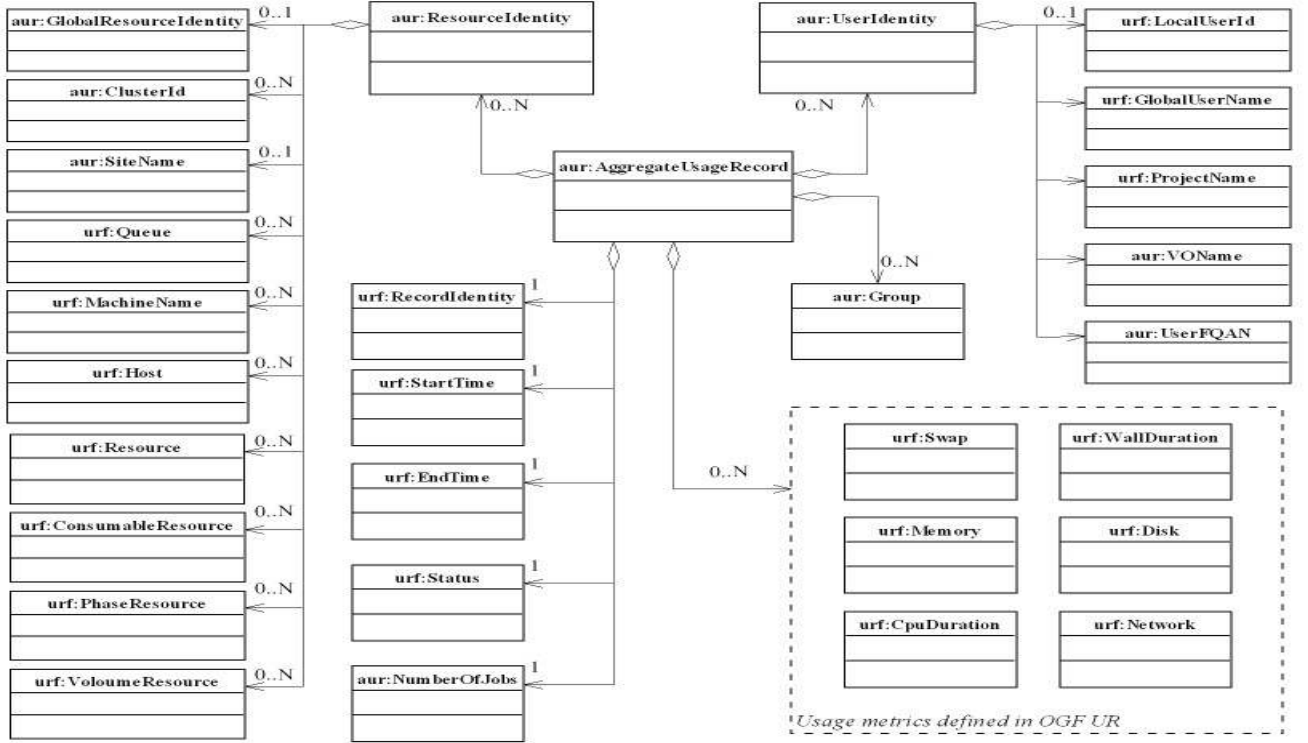 aur:GlobalResourceIdentity
0..1
aur:ResourceIdentity
aur:UserIdentity
0..1
urf:LocalUserId
aur:ClusterId
0..N
0..N
0..N
urf:GlobalUserName
aur:SiteName
0..1
aur:AggregateUsageRecord
urf:ProjectName
urf:Queue
0..N
aur:VOName
0..N
urf:MachineName
0..N
urf:RecordIdentity
1
aur:Group
aur:UserFQAN
urf:Host
0..N
urf:StartTime
1
urf:Resource
0..N
urf:Swap
urf:WallDuration
urf:EndTime
1
0..N
urf:ConsumableResource
0..N
urf:Memory
urf:Disk
urf:Status
1
urf:PhaseResource
0..N
urf:CpuDuration
urf:Network
urf:VoloumeResource
0..N
aur:NumberOfJobs
1
Usage metrics defined in OGF UR